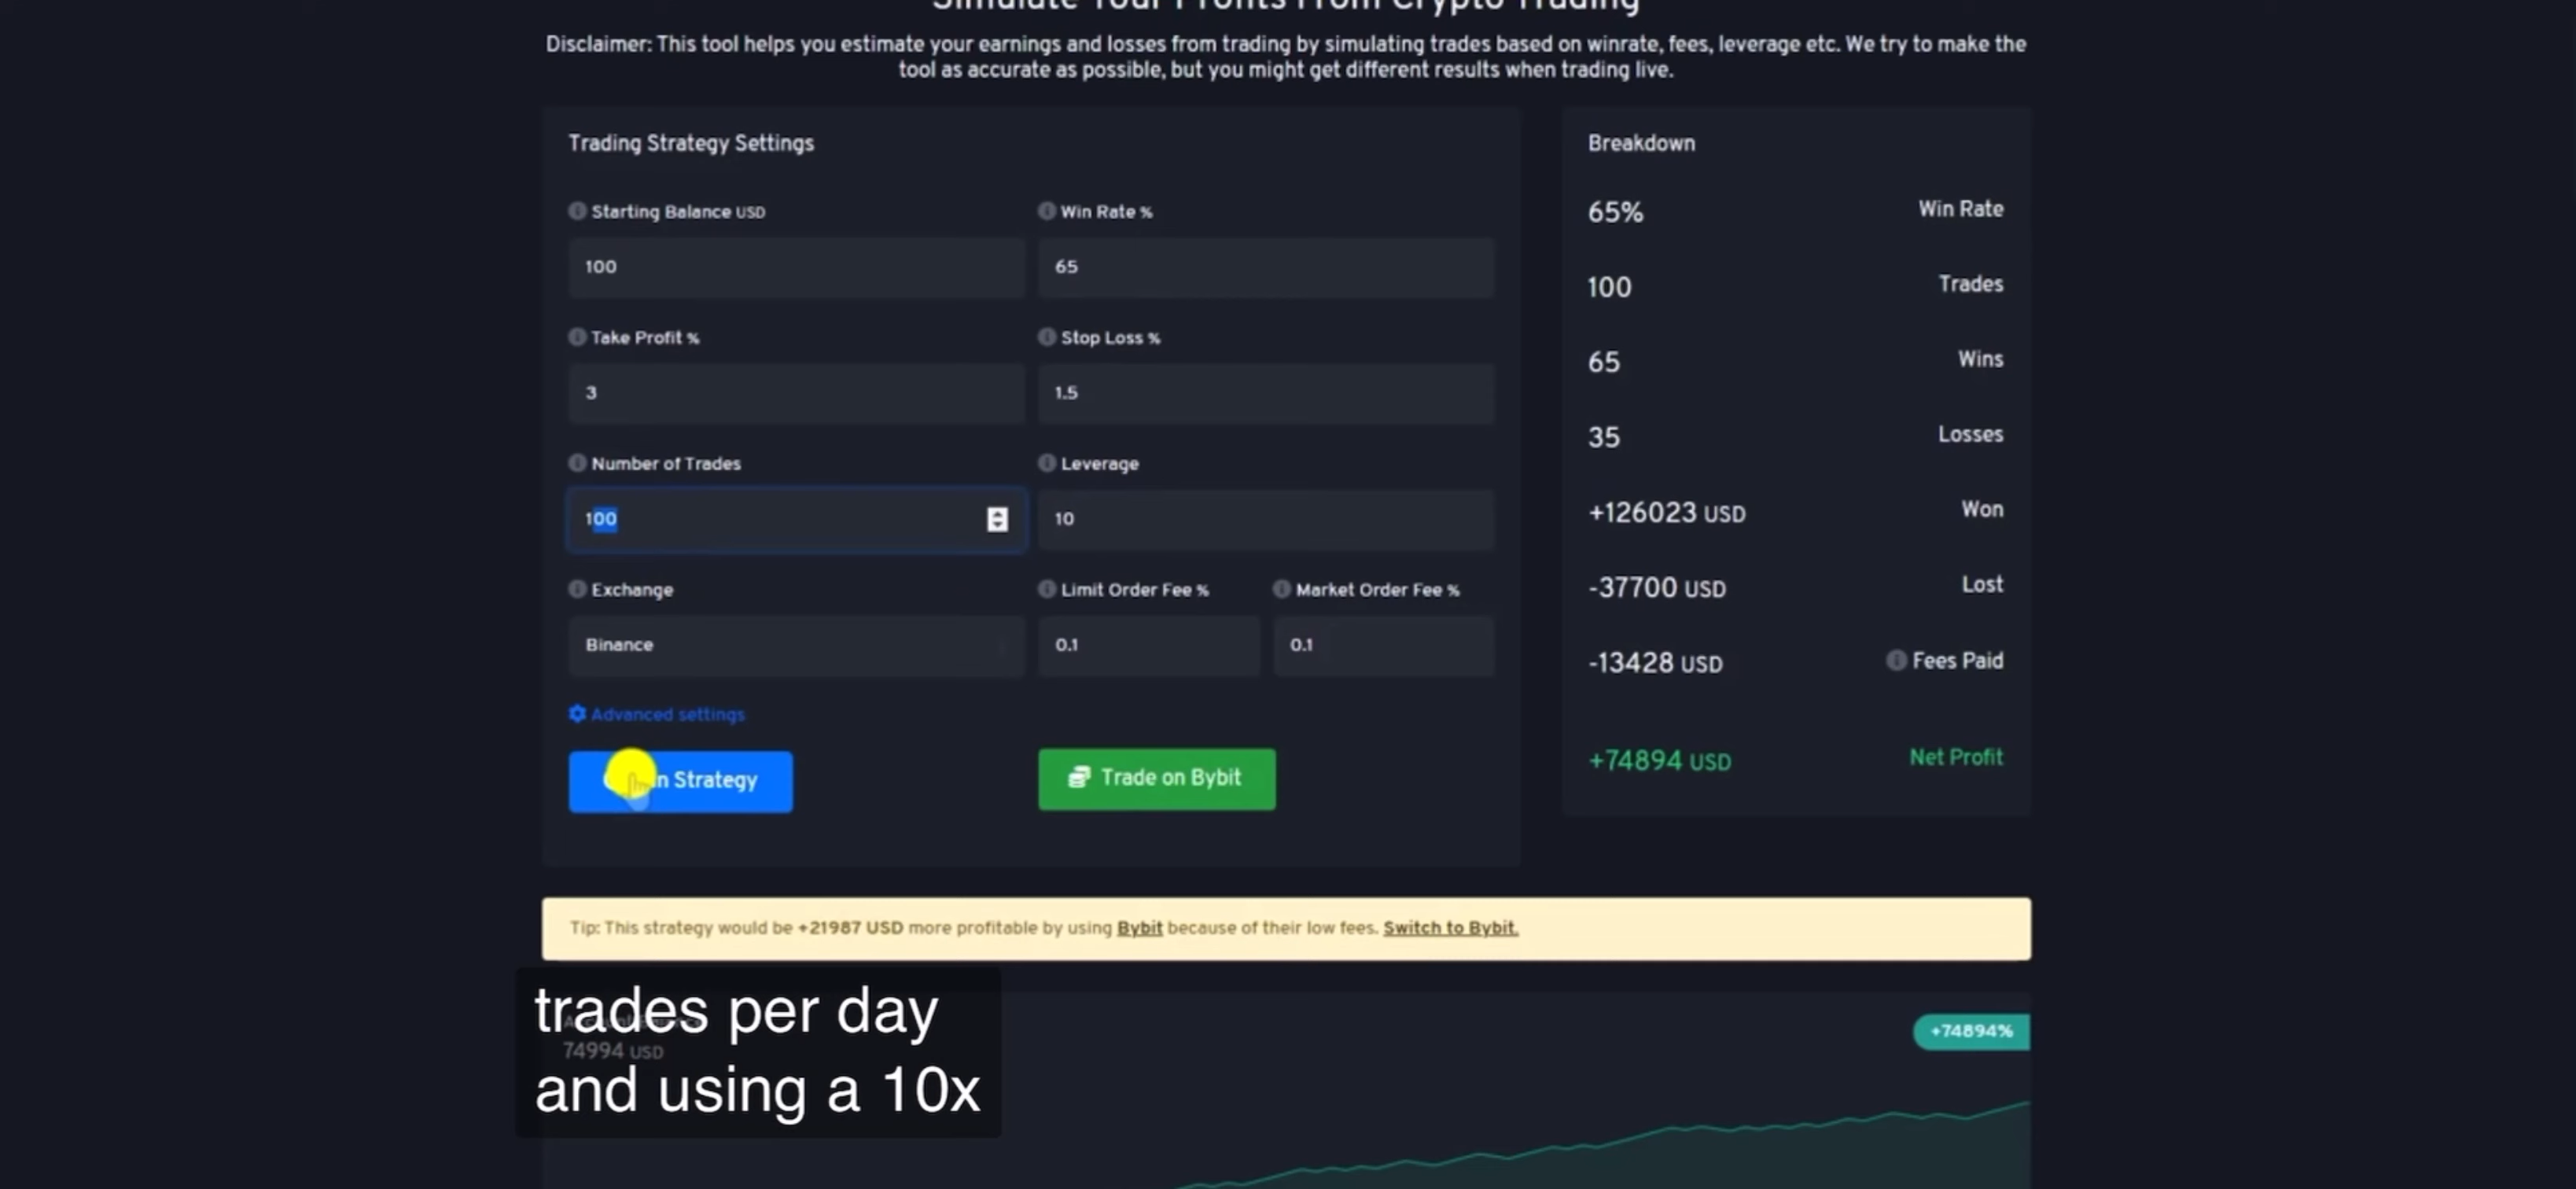 Simulate Your Profits From Crypto Trading
Disclaimer: This tool helps you estimate your earnings and losses from trading by simulating trades based on winrate, fees, leverage etc. We try to make the
tool as accurate as possible, but you might get different results when trading live.
Trading Strategy Settings
Starting Balance USD
Win Rate %
100
65
Take Profit %
Stop Loss %
3
1.5
Number of Trades
Leverage
100
10
Exchange
Limit Order Fee %
Market Order Fee %
Binance
0.1
0.1
Advanced settings
n Strategy
Trade on Bybit
Breakdown
65% Win Rate
100 Trades
65 Wins
35 Losses
+126023 USD Won
-37700 USD Lost
-13428 USD Fees Paid
+74894 USD Net Profit
Tip: This strategy would be +21987 USD more profitable by using Bybit because of their low fees. Switch to Bybit.
74994 USD
+74894%
trades per day
and using a 10x